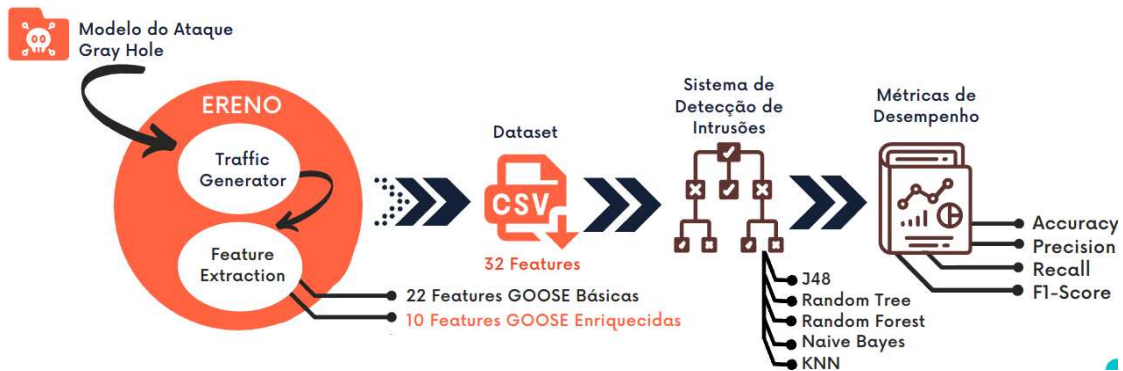 Modelo do Ataque
Gray Hole
ERENO
Traffic
Generator
Feature
Extraction
22 Features GOOSE Básicas
10 Features GOOSE Enriquecidas
Dataset
CSV
32 Features
Sistema de
Detecção de
Intrusões
J48
Random Tree
Random Forest
Naive Bayes
KNN
Métricas de
Desempenho
Accuracy
Precision
Recall
F1-Score